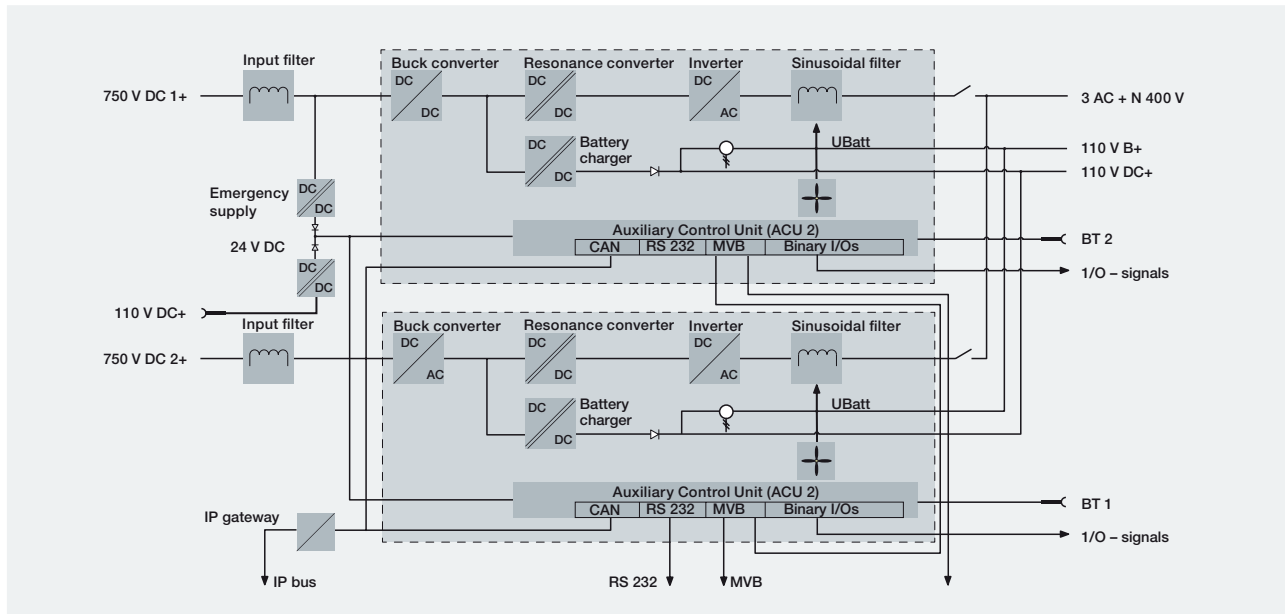 Input filter
Buck converter
Resonance converter
Inverter
Sinusoidal filter
DC
DC
DC
DC
DC
AC
750 V DC 1+
3 AC + N 400 V
DC
DC
Battery
charger
UBatt
110 V B+
110 V DC+
Emergency
supply
DC
DC
24 V DC
DC
DC
Auxiliary Control Unit (ACU 2)
CAN
RS 232
MVB
Binary I/Os
BT 2
1/O – signals
110 V DC+
Input filter
Buck converter
Resonance converter
Inverter
Sinusoidal filter
DC
AC
DC
DC
DC
AC
750 V DC 2+
DC
DC
Battery
charger
UBatt
Auxiliary Control Unit (ACU 2)
CAN
RS 232
MVB
Binary I/Os
BT 1
1/O – signals
IP gateway
IP bus
RS 232
MVB